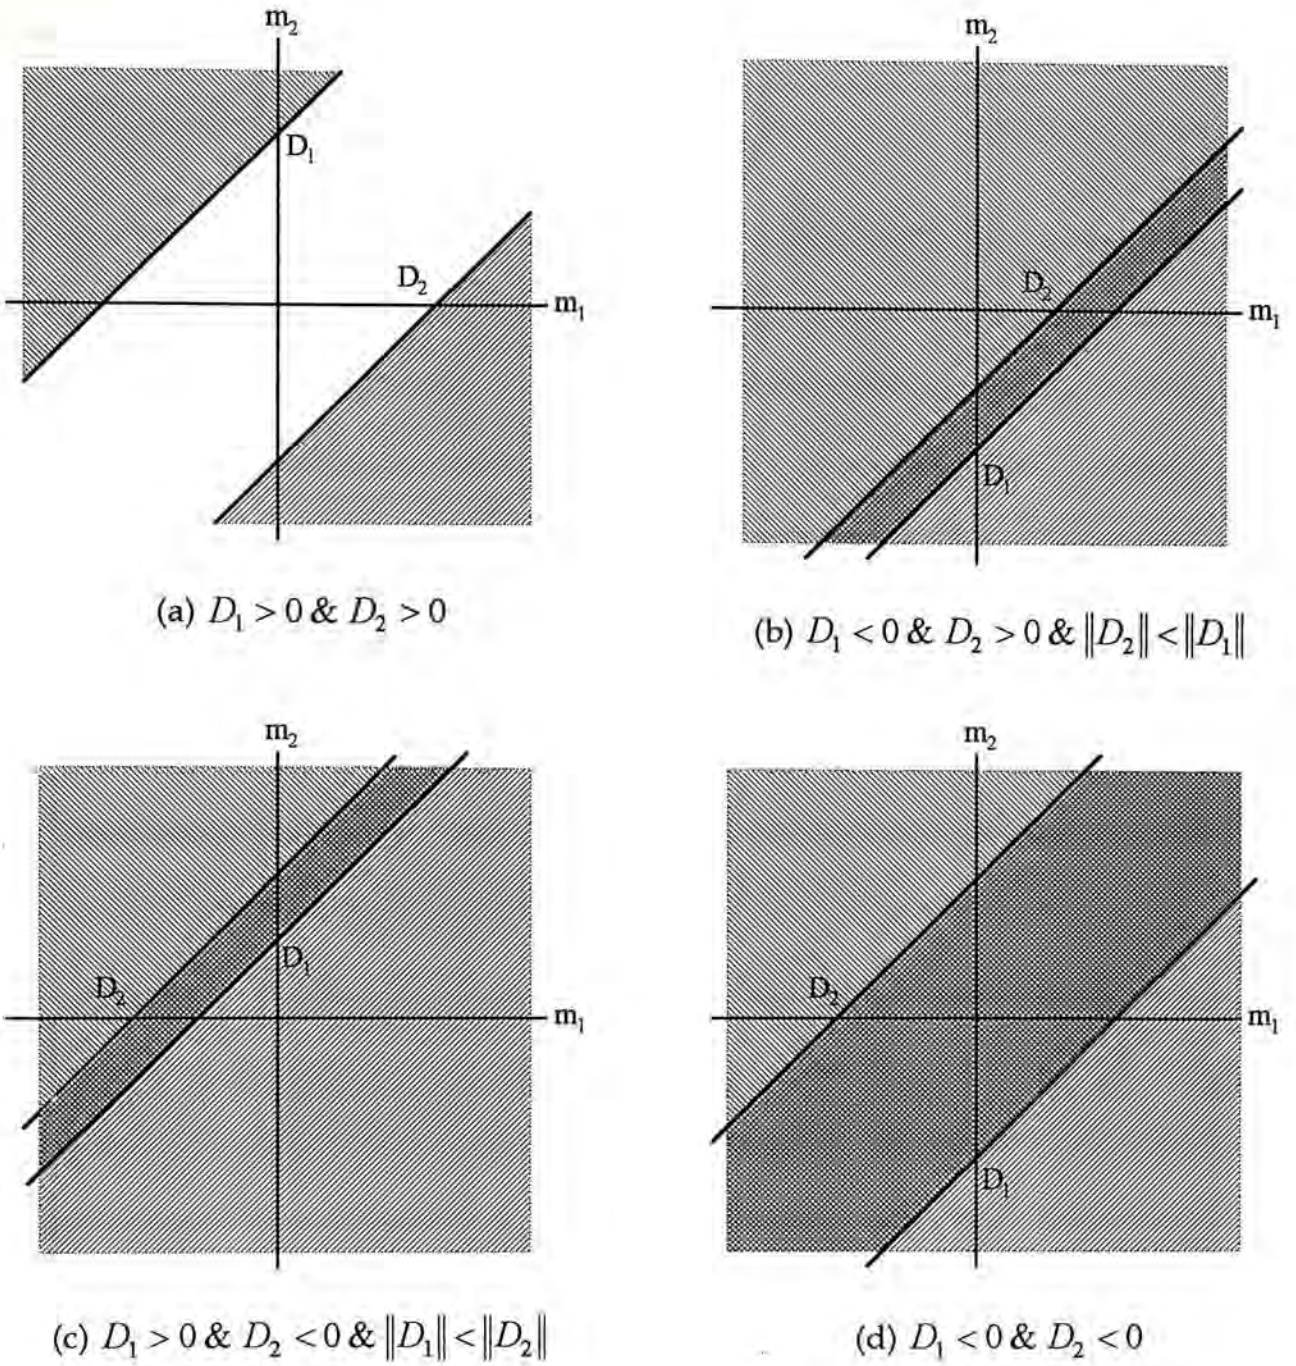 m₂
D₁
D₂
m₁
(a) D₁ > 0 & D₂ > 0
m₂
D₂
m₁
D₁
(b) D₁ < 0 & D₂ > 0 & ‖D₂‖ < ‖D₁‖
m₂
D₁
D₂
m₁
(c) D₁ > 0 & D₂ < 0 & ‖D₁‖ < ‖D₂‖
m₂
D₂
m₁
D₁
(d) D₁ < 0 & D₂ < 0